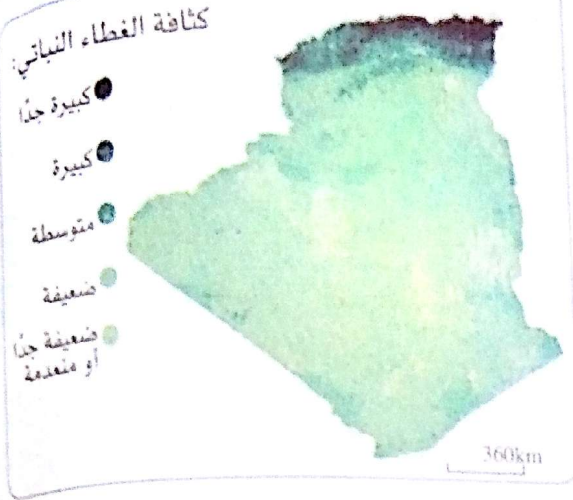 كثافة الغطاء النباتي:
كبيرة جدًا
كبيرة
متوسطة
ضعيفة
ضعيفة جدًا
أو منعدمة
360km